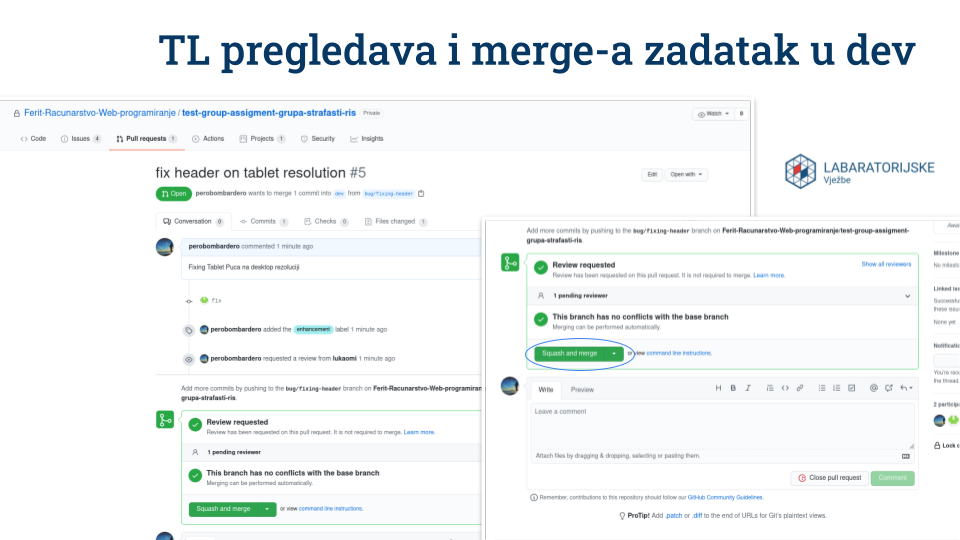 TL pregledava i merge-a zadatak u dev
Ferit-Racunarstvo-Web-programiranje / test-group-assigment-grupa-strafasti-ris Private
Watch 0
Code Issues 4 Pull requests 1 Actions Projects 1 Security Insights
fix header on tablet resolution #5
Edit Open with
Open perobombardero wants to merge 1 commit into dev from bug/fixing-header
Conversation 0 Commits 1 Checks 0 Files changed 1
perobombardero commented 1 minute ago
Fixing Tablet Puca na desktop rezoluciji
fix
perobombardero added the enhancement label 1 minute ago
perobombardero requested a review from lukaomi 1 minute ago
Add more commits by pushing to the bug/fixing-header branch on Ferit-Racunarstvo-Web-programiran
grupa-strafasti-ris.
Review requested
Review has been requested on this pull request. It is not required to merge. Learn more.
1 pending reviewer
This branch has no conflicts with the base branch
Merging can be performed automatically.
Squash and merge or view command line instructions.
LABARATORIJSKE
Vježbe
Add more commits by pushing to the bug/fixing-header branch on Ferit-Racunarstvo-Web-programiranje/test-group-assigment-
grupa-strafasti-ris.
Review requested
Show all reviewers
Review has been requested on this pull request. It is not required to merge. Learn more.
1 pending reviewer
This branch has no conflicts with the base branch
Merging can be performed automatically.
Squash and merge or view command line instructions.
Write Preview
H B I
Leave a comment
Attach files by dragging & dropping, selecting or pasting them.
Close pull request Comment
Remember, contributions to this repository should follow our GitHub Community Guidelines.
ProTip! Add .patch or .diff to the end of URLs for Git's plaintext views.
Awai
Milestone
No milesto
Linked iss
Successfu
these issu
None yet
Notificatio
You're rece
the thread.
2 participa
Lock c